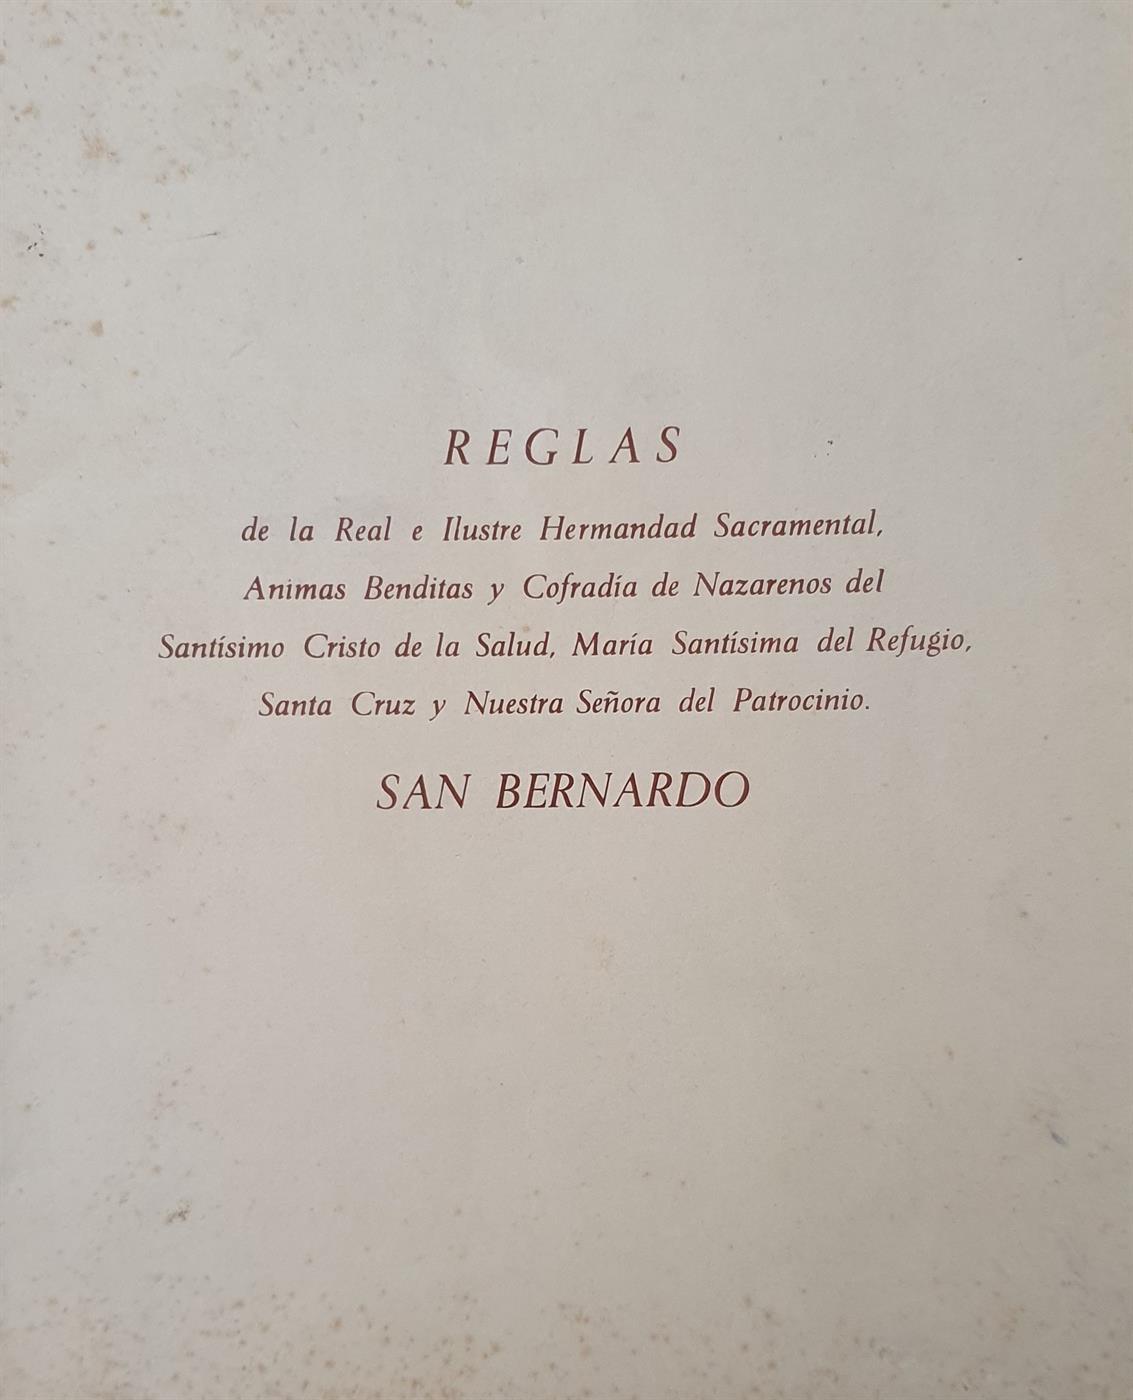 REGLAS
de la Real e Ilustre Hermandad Sacramental,
Animas Benditas y Cofradía de Nazarenos del
Santísimo Cristo de la Salud, María Santísima del Refugio,
Santa Cruz y Nuestra Señora del Patrocinio.
SAN BERNARDO